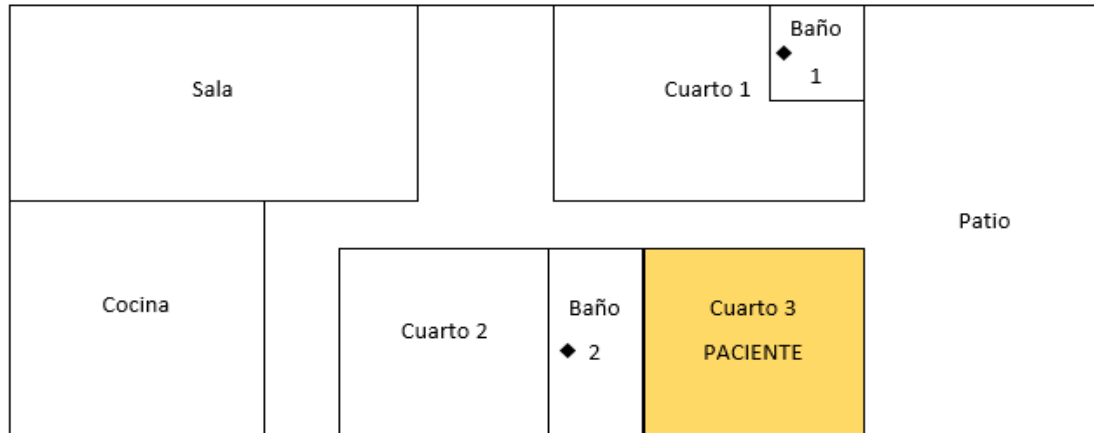 Sala
Cuarto 1
Baño
1
Patio
Cocina
Cuarto 2
Baño
2
Cuarto 3
PACIENTE